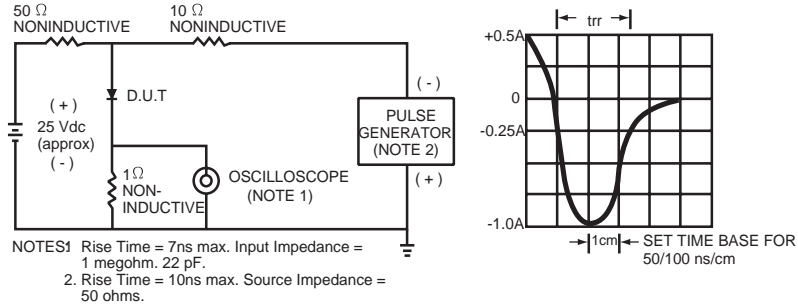 50 Ω
NONINDUCTIVE
10 Ω
NONINDUCTIVE
( + )
25 Vdc
(approx)
( - )
D.U.T
1Ω
NON-
INDUCTIVE
OSCILLOSCOPE
(NOTE 1)
( - )
PULSE
GENERATOR
(NOTE 2)
( + )
trr
+0.5A
0
-0.25A
-1.0A
1cm
SET TIME BASE FOR
50/100 ns/cm
NOTES1 Rise Time = 7ns max. Input Impedance =
1 megohm. 22 pF.
2. Rise Time = 10ns max. Source Impedance =
50 ohms.